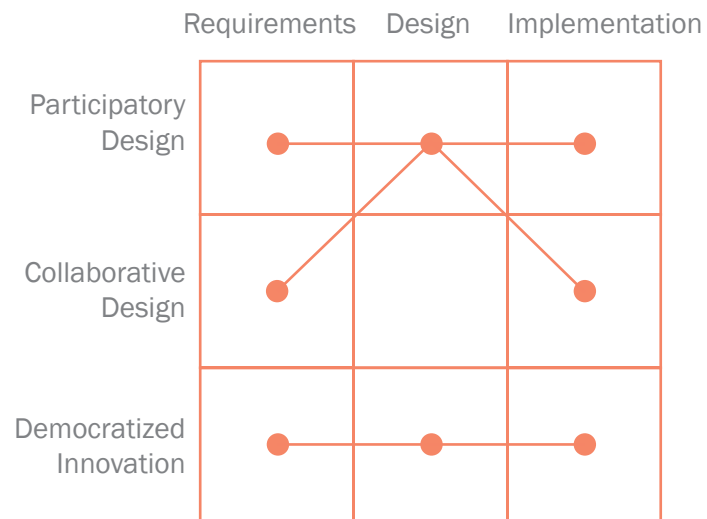 Requirements Design Implementation
Participatory
Design
Collaborative
Design
Democratized
Innovation